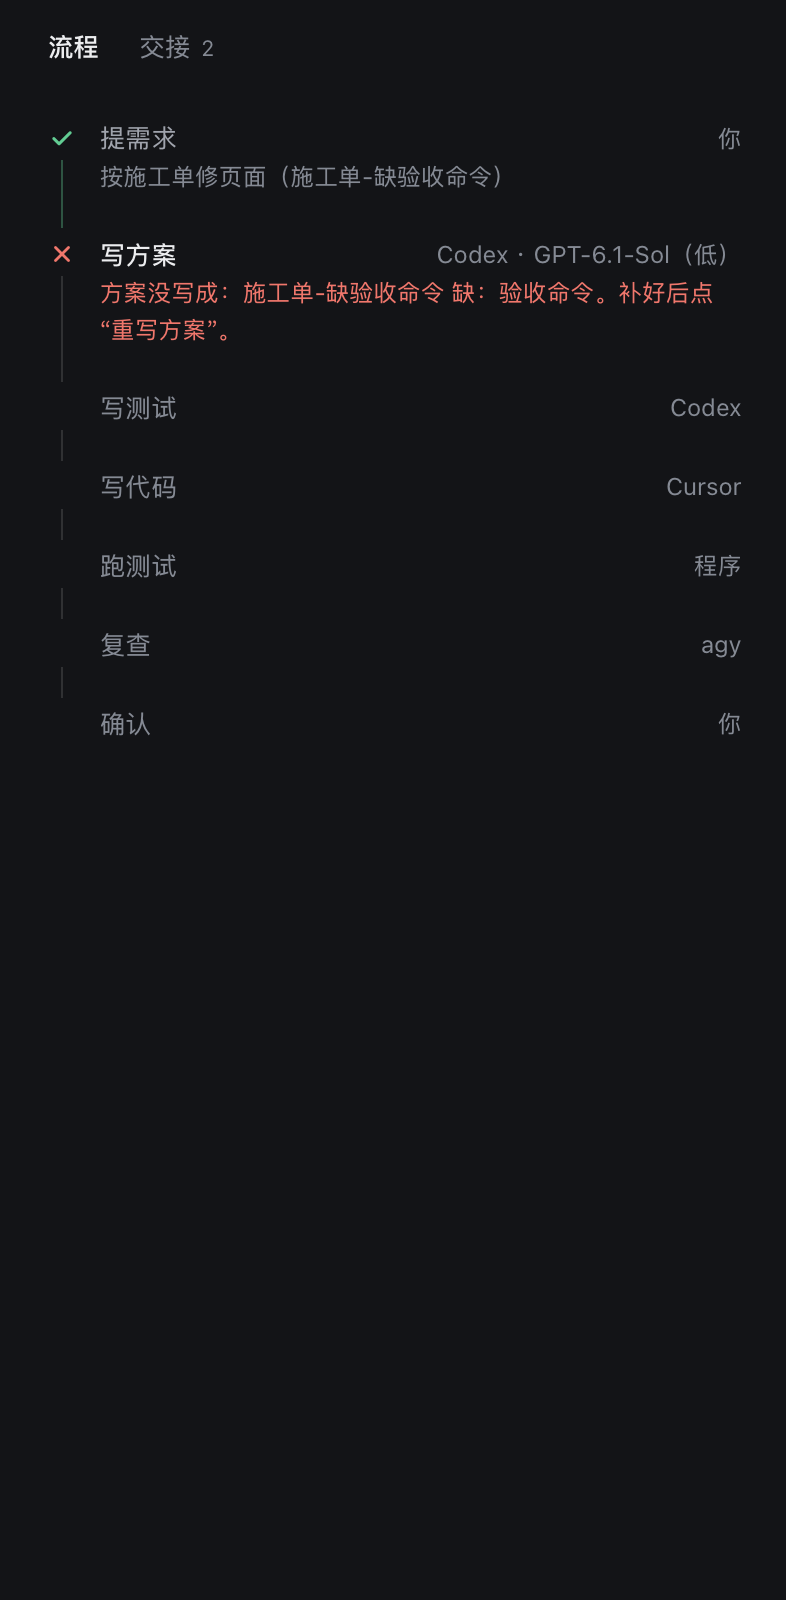 流程 交接 2
提需求 你
按施工单修页面（施工单-缺验收命令）
写方案 Codex · GPT-6.1-Sol（低）
方案没写成：施工单-缺验收命令 缺：验收命令。补好后点
“重写方案”。
写测试 Codex
写代码 Cursor
跑测试 程序
复查 agy
确认 你